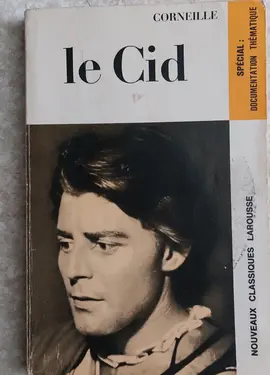 CORNEILLE
le Cid
SPÉCIAL :
DOCUMENTATION THÉMATIQUE
NOUVEAUX CLASSIQUES LAROUSSE